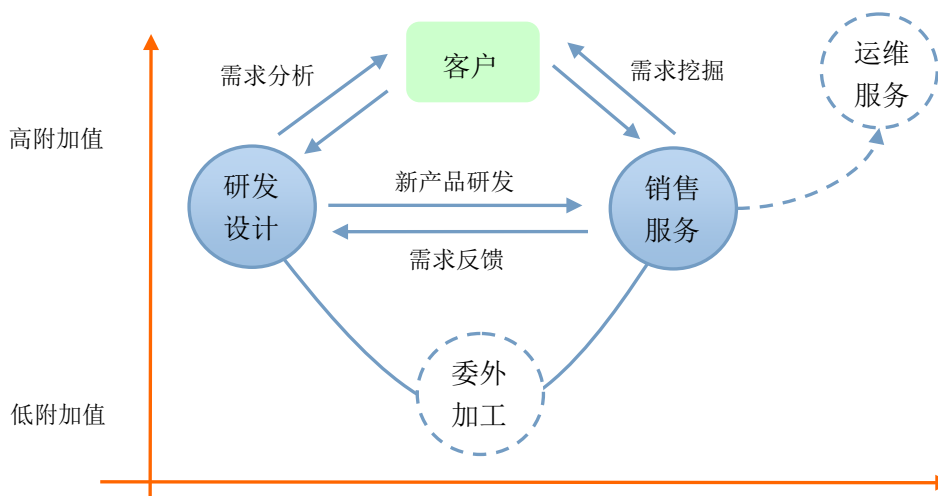 客户
运维
服务
需求分析
需求挖掘
高附加值
研发
设计
新产品研发
销售
服务
需求反馈
委外
加工
低附加值